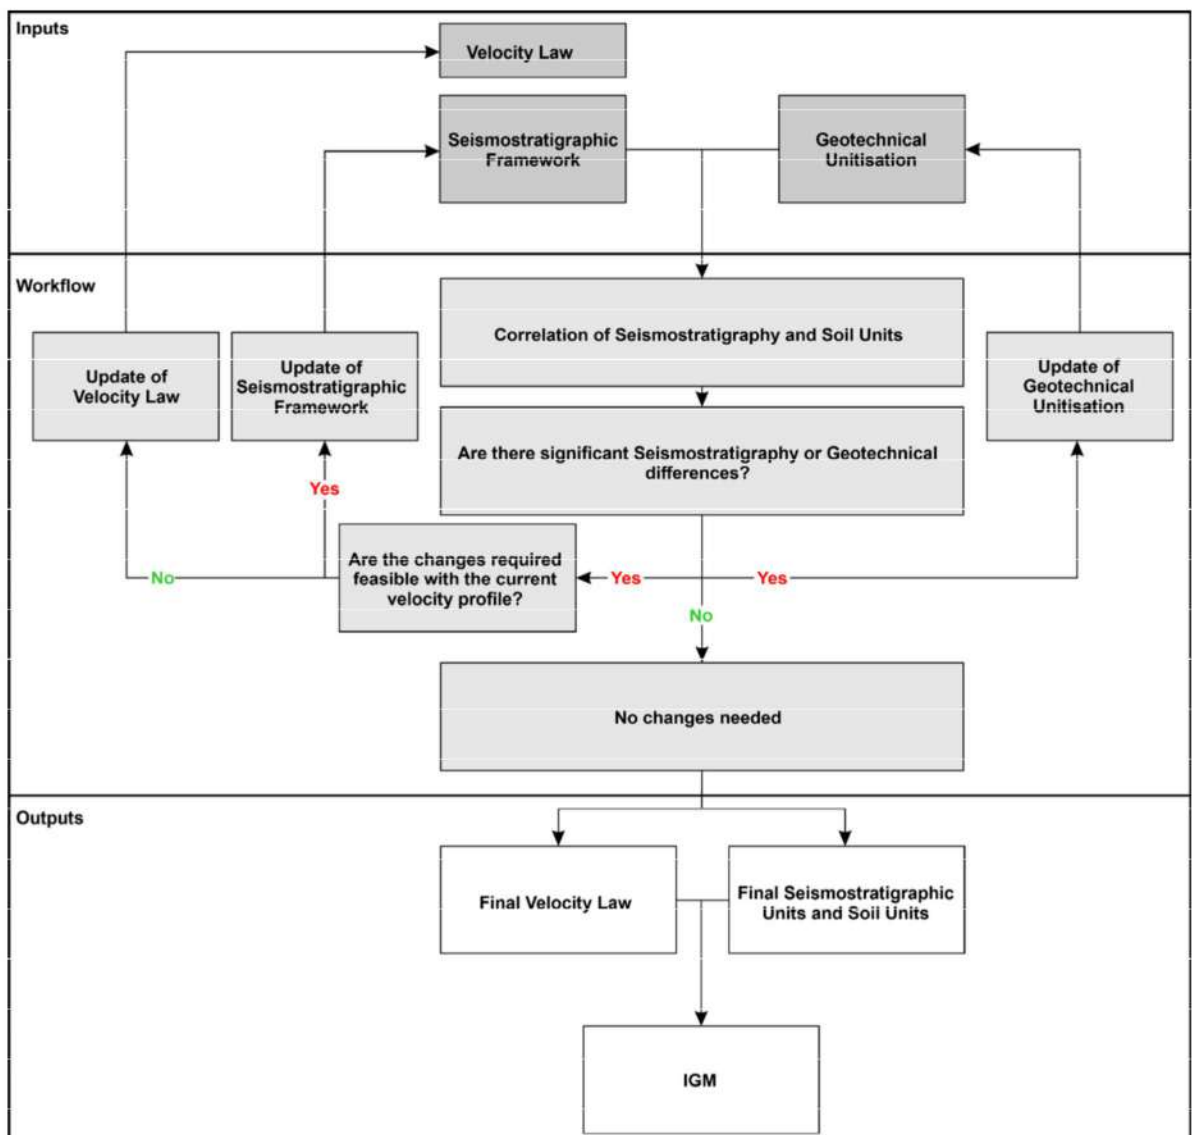 Inputs
Velocity Law
Seismostratigraphic
Framework
Geotechnical
Unitisation
Workflow
Correlation of Seismostratigraphy and Soil Units
Update of
Velocity Law
Update of
Seismostratigraphic
Framework
Update of
Geotechnical
Unitisation
Are there significant Seismostratigraphy or Geotechnical
differences?
Yes
Are the changes required
feasible with the current
velocity profile?
No
Yes
Yes
No
No changes needed
Outputs
Final Velocity Law
Final Seismostratigraphic
Units and Soil Units
IGM